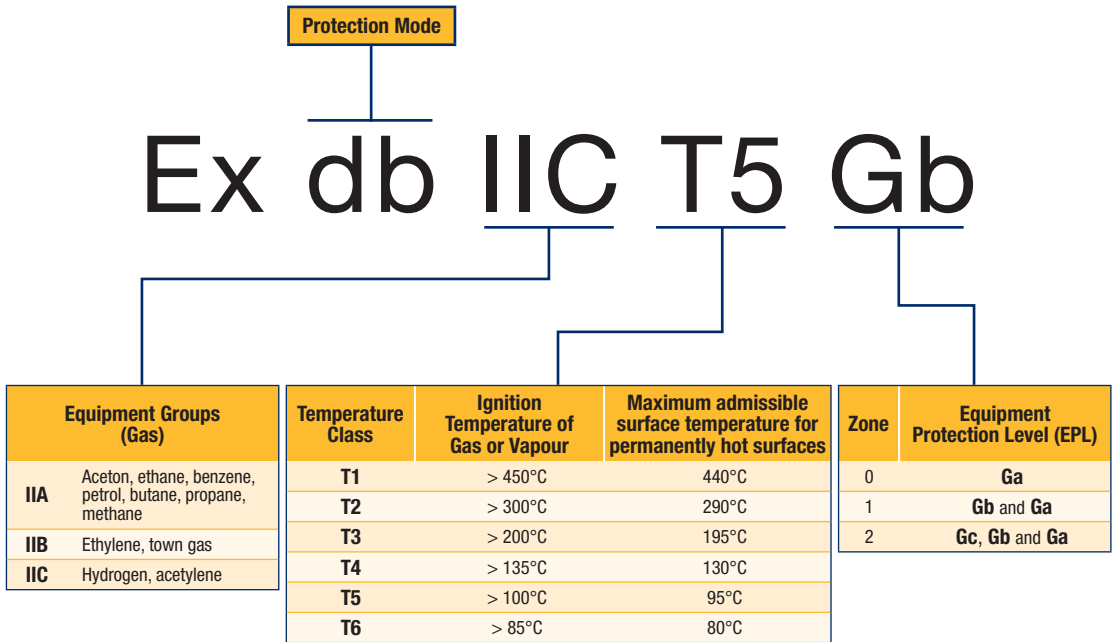 Protection Mode
Ex db IIC T5 Gb
Equipment Groups
(Gas)
IIA
Aceton, ethane, benzene,
petrol, butane, propane,
methane
IIB Ethylene, town gas
IIC Hydrogen, acetylene
Temperature
Class
Ignition
Temperature of
Gas or Vapour
Maximum admissible
surface temperature for
permanently hot surfaces
T1 > 450°C 440°C
T2 > 300°C 290°C
T3 > 200°C 195°C
T4 > 135°C 130°C
T5 > 100°C 95°C
T6 > 85°C 80°C
Zone
Equipment
Protection Level (EPL)
0 Ga
1 Gb and Ga
2 Gc, Gb and Ga